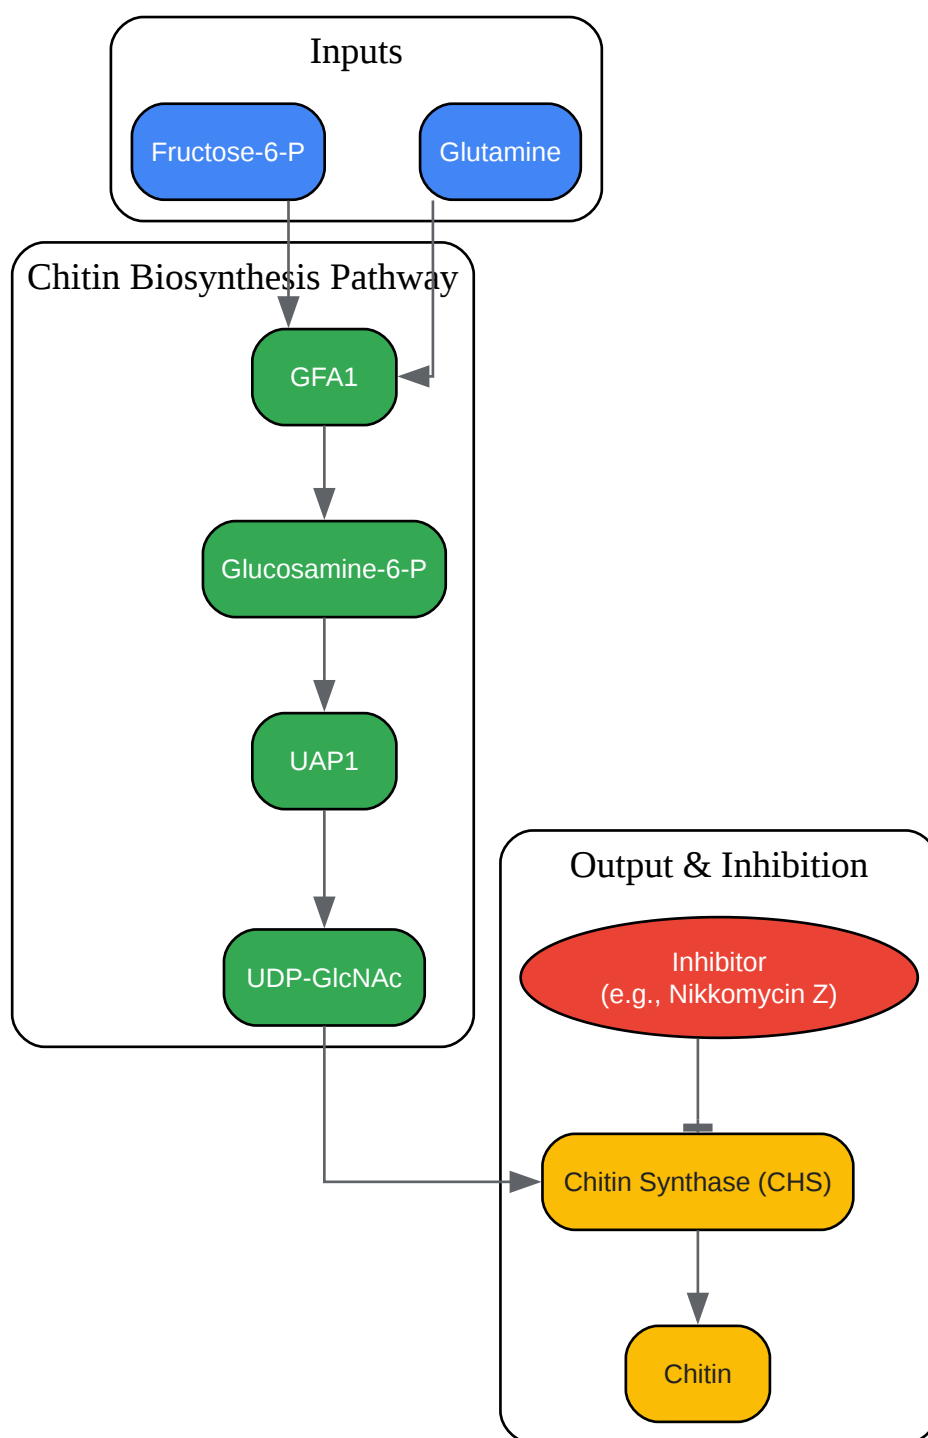 Inputs
Fructose-6-P
Glutamine
Chitin Biosynthesis Pathway
GFA1
Glucosamine-6-P
UAP1
UDP-GlcNAc
Output & Inhibition
Inhibitor
(e.g., Nikkomycin Z)
Chitin Synthase (CHS)
Chitin